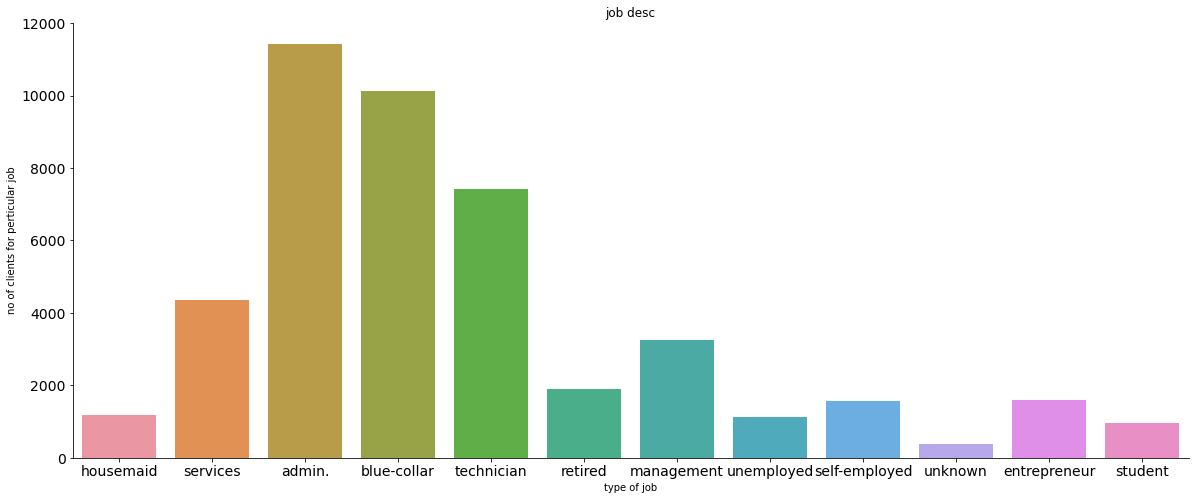 job desc
no of clients for perticular job
12000
10000
8000
6000
4000
2000
0
housemaid services admin. blue-collar technician retired management unemployed self-employed unknown entrepreneur student
type of job